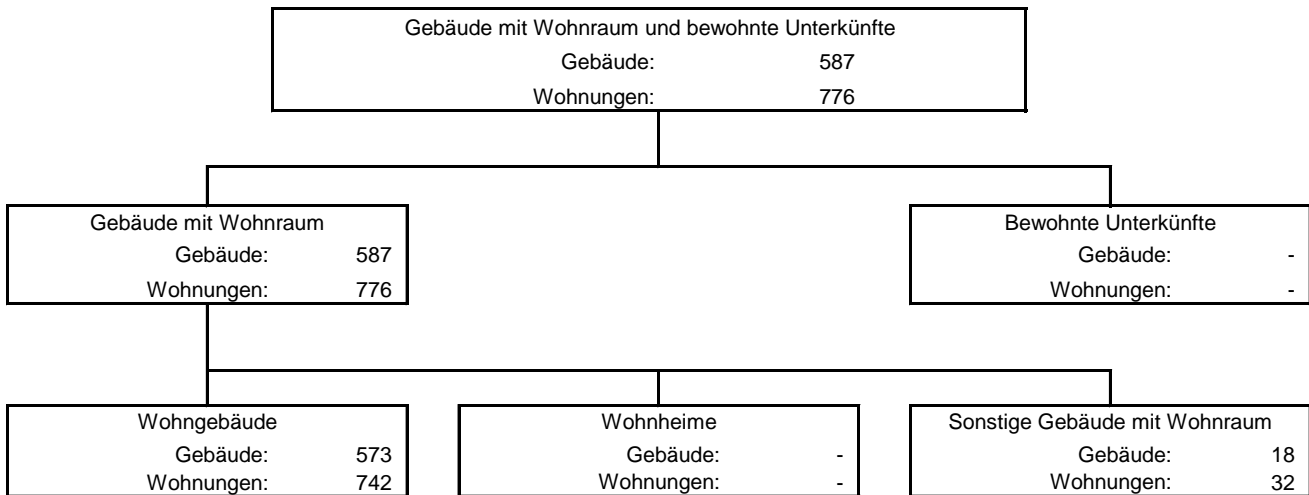 Gebäude mit Wohnraum und bewohnte Unterkünfte
Gebäude: 587
Wohnungen: 776
Gebäude mit Wohnraum
Gebäude: 587
Wohnungen: 776
Bewohnte Unterkünfte
Gebäude: -
Wohnungen: -
Wohngebäude
Gebäude: 573
Wohnungen: 742
Wohnheime
Gebäude: -
Wohnungen: -
Sonstige Gebäude mit Wohnraum
Gebäude: 18
Wohnungen: 32